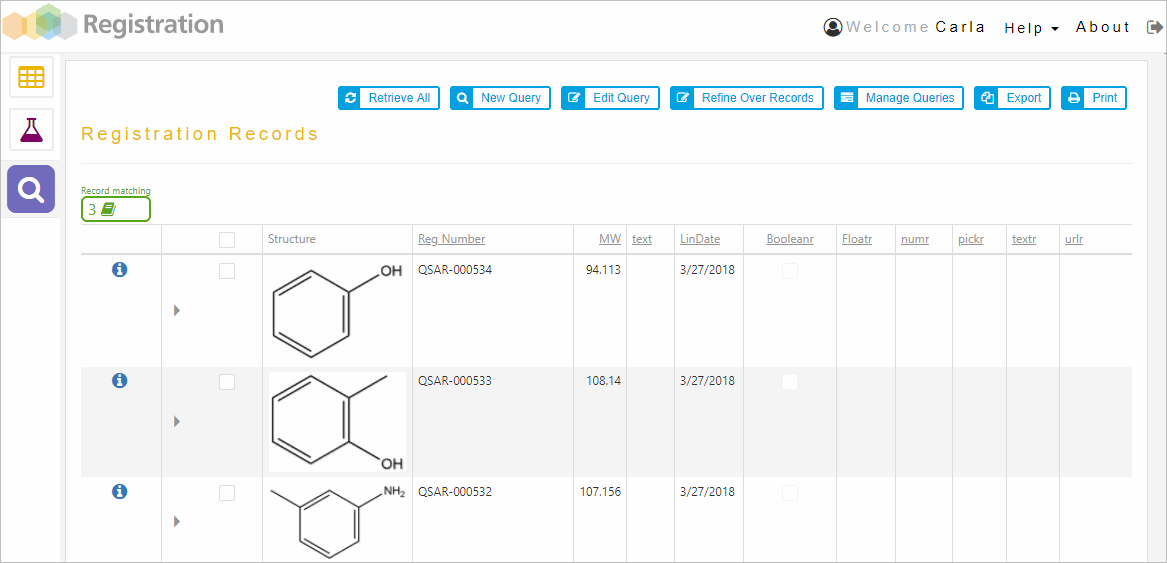 Registration
Welcome Carla Help About
Retrieve All New Query Edit Query Refine Over Records Manage Queries Export Print
Registration Records
Record matching
3
Structure Reg Number MW text LinDate Booleanr Floatr numr pickr textr urlr
OH QSAR-000534 94.113 3/27/2018
QSAR-000533 108.14 3/27/2018
OH
NH2 QSAR-000532 107.156 3/27/2018